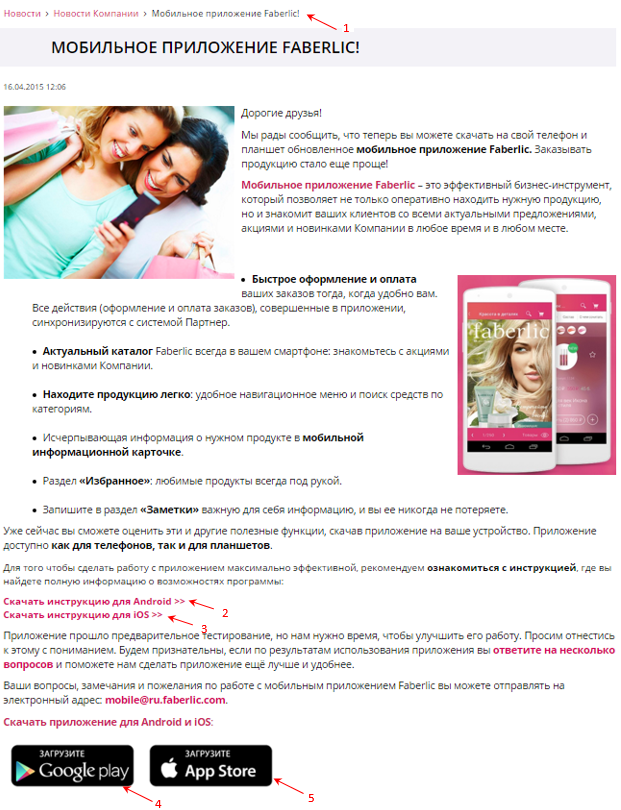 Новости › Новости Компании › Мобильное приложение Faberlic!
1
МОБИЛЬНОЕ ПРИЛОЖЕНИЕ FABERLIC!
16.04.2015 12:06
Дорогие друзья!
Мы рады сообщить, что теперь вы можете скачать на свой телефон и
планшет обновленное мобильное приложение Faberlic. Заказывать
продукцию стало еще проще!
Мобильное приложение Faberlic – это эффективный бизнес-инструмент,
который позволяет не только оперативно находить нужную продукцию,
но и знакомит ваших клиентов со всеми актуальными предложениями,
акциями и новинками Компании в любое время и в любом месте.
• Быстрое оформление и оплата
ваших заказов тогда, когда удобно вам.
Все действия (оформление и оплата заказов), совершенные в приложении,
синхронизируются с системой Партнер.
• Актуальный каталог Faberlic всегда в вашем смартфоне: знакомьтесь с акциями
и новинками Компании.
• Находите продукцию легко: удобное навигационное меню и поиск средств по
категориям.
• Исчерпывающая информация о нужном продукте в мобильной
информационной карточке.
• Раздел «Избранное»: любимые продукты всегда под рукой.
• Запишите в раздел «Заметки» важную для себя информацию, и вы ее никогда не потеряете.
faberlic
Уже сейчас вы сможете оценить эти и другие полезные функции, скачав приложение на ваше устройство. Приложение
доступно как для телефонов, так и для планшетов.
Для того чтобы сделать работу с приложением максимально эффективной, рекомендуем ознакомиться с инструкцией, где вы
найдете полную информацию о возможностях программы:
Скачать инструкцию для Android >>
2
Скачать инструкцию для iOS >>
3
Приложение прошло предварительное тестирование, но нам нужно время, чтобы улучшить его работу. Просим отнестись
к этому с пониманием. Будем признательны, если по результатам использования приложения вы ответите на несколько
вопросов и поможете нам сделать приложение ещё лучше и удобнее.
Ваши вопросы, замечания и пожелания по работе с мобильным приложением Faberlic вы можете отправлять на
электронный адрес: mobile@ru.faberlic.com.
Скачать приложение для Android и iOS:
ЗАГРУЗИТЕ
Google play
4
ЗАГРУЗИТЕ
App Store
5